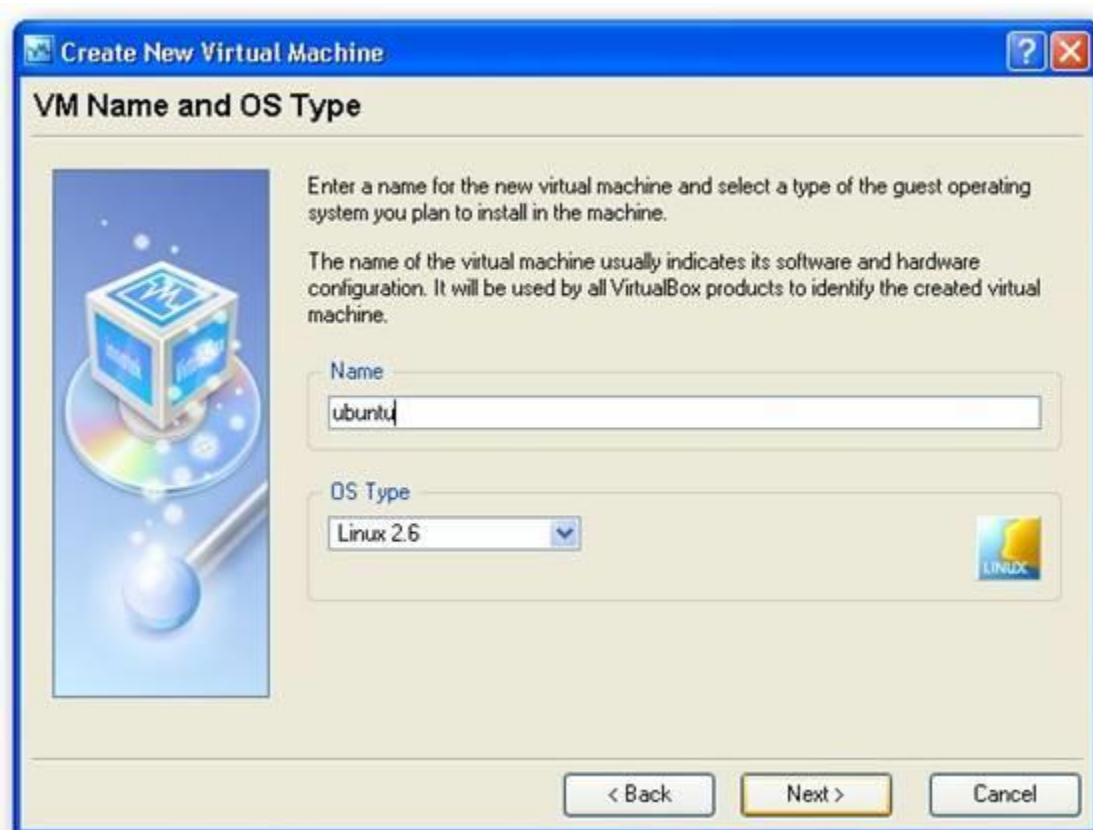 Create New Virtual Machine
VM Name and OS Type
Enter a name for the new virtual machine and select a type of the guest operating
system you plan to install in the machine.
The name of the virtual machine usually indicates its software and hardware
configuration. It will be used by all VirtualBox products to identify the created virtual
machine.
Name
ubuntu
OS Type
Linux 2.6
LINUX
< Back
Next >
Cancel